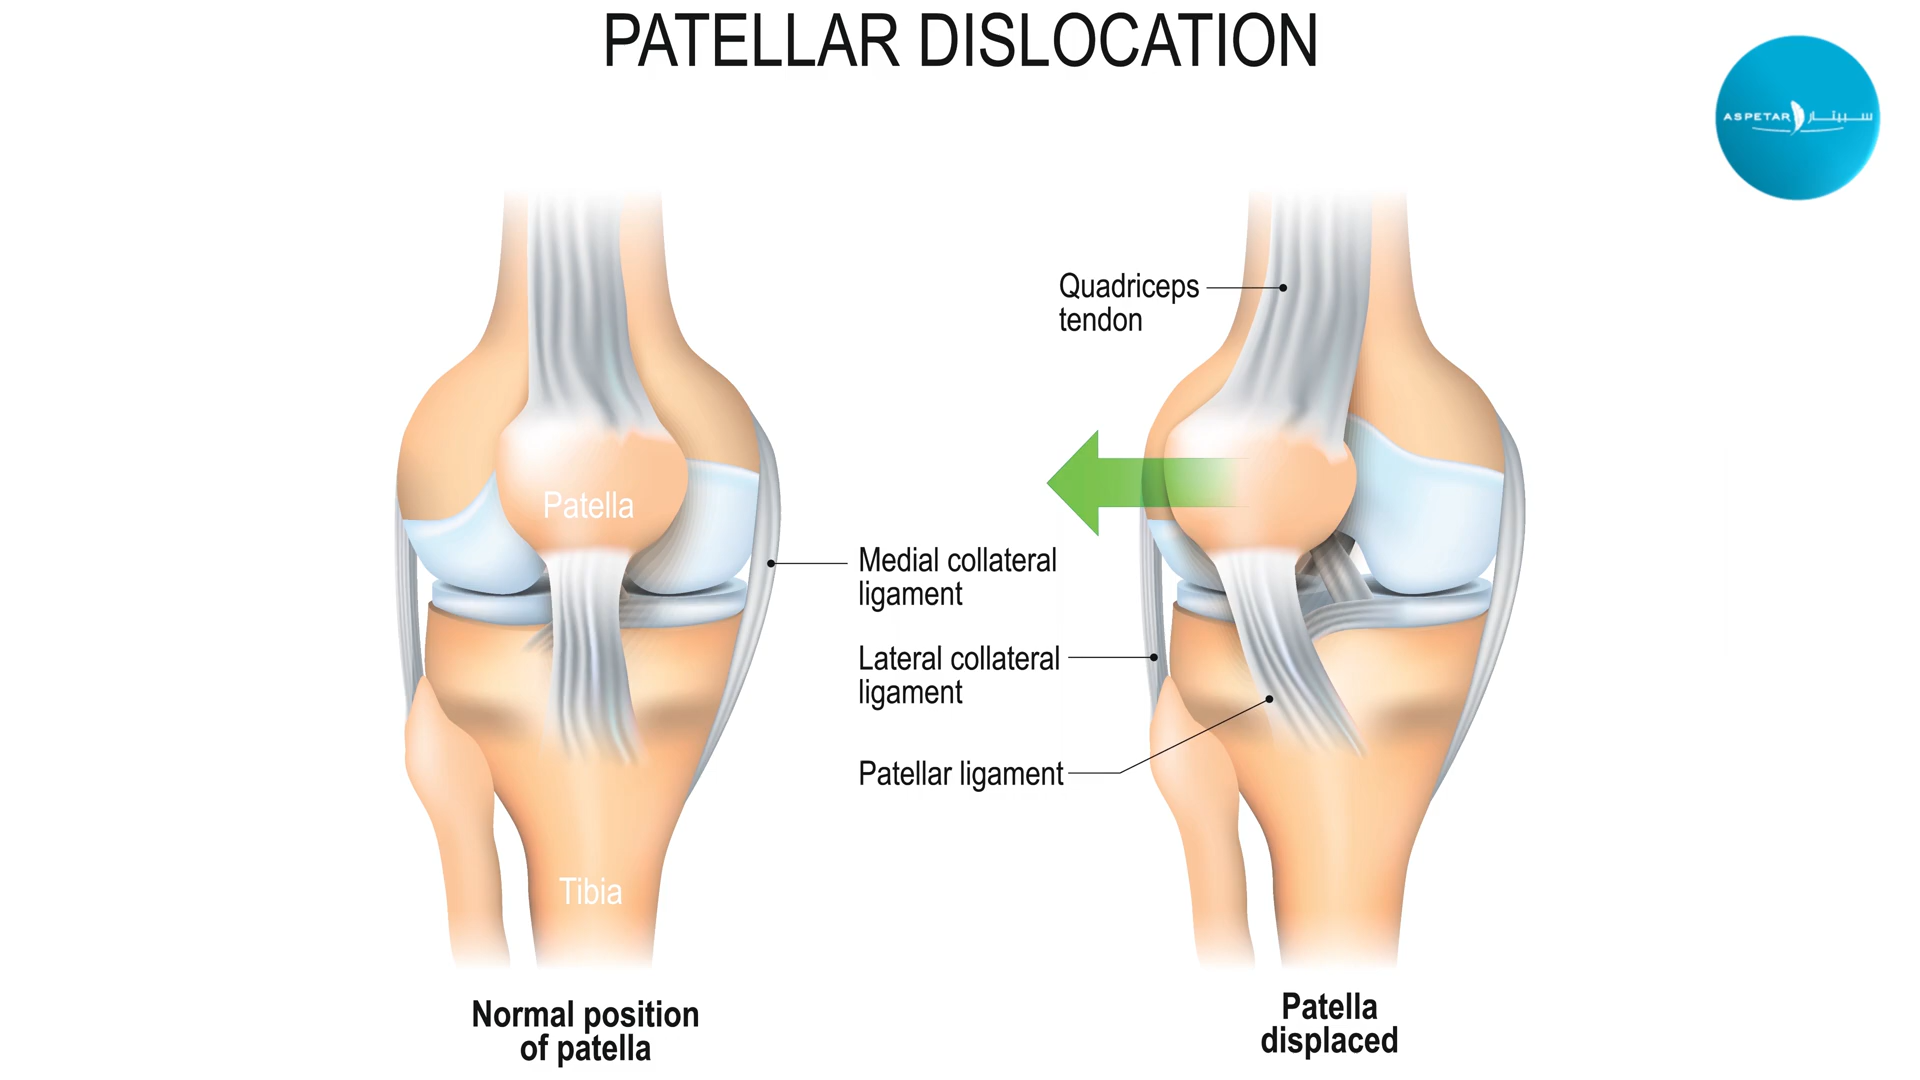 PATELLAR DISLOCATION
ASPETAR سبيتار
Quadriceps
tendon
Patella
Medial collateral
ligament
Lateral collateral
ligament
Patellar ligament
Tibia
Normal position
of patella
Patella
displaced